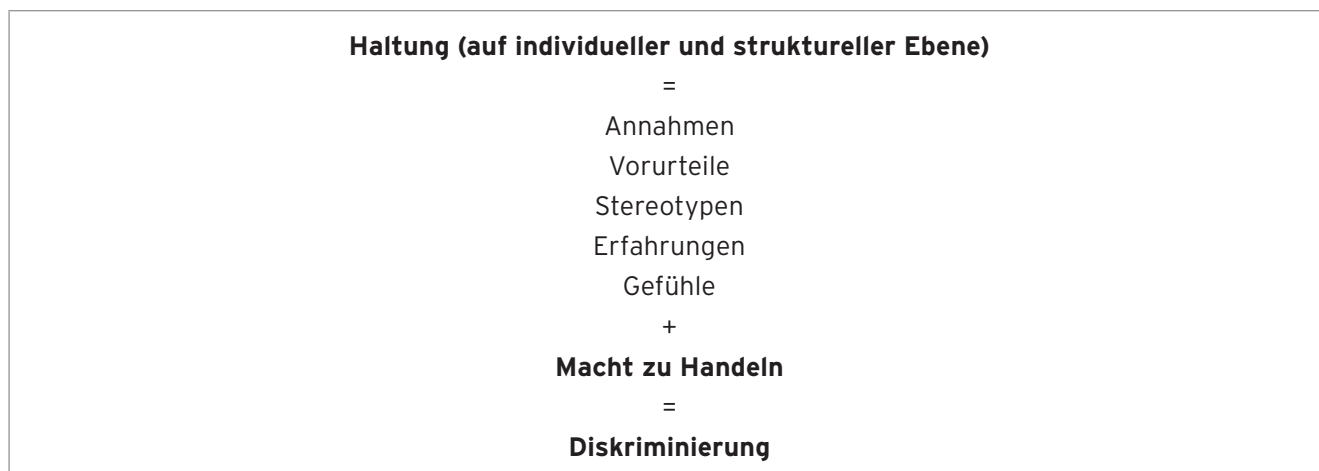 Haltung (auf individueller und struktureller Ebene)
=
Annahmen
Vorurteile
Stereotypen
Erfahrungen
Gefühle
+
Macht zu Handeln
=
Diskriminierung